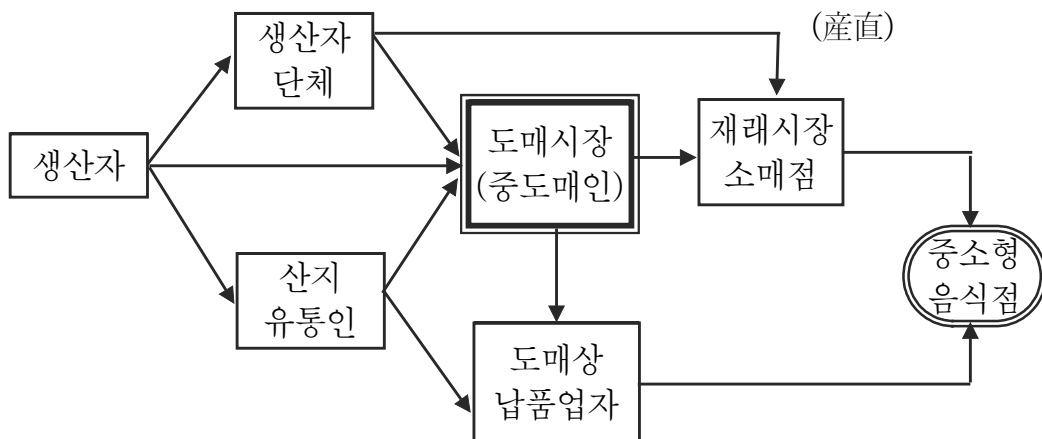 생산자
단체
(産直)
생산자
도매시장
(중도매인)
재래시장
소매점
산지
유통인
중소형
음식점
도매상
납품업자